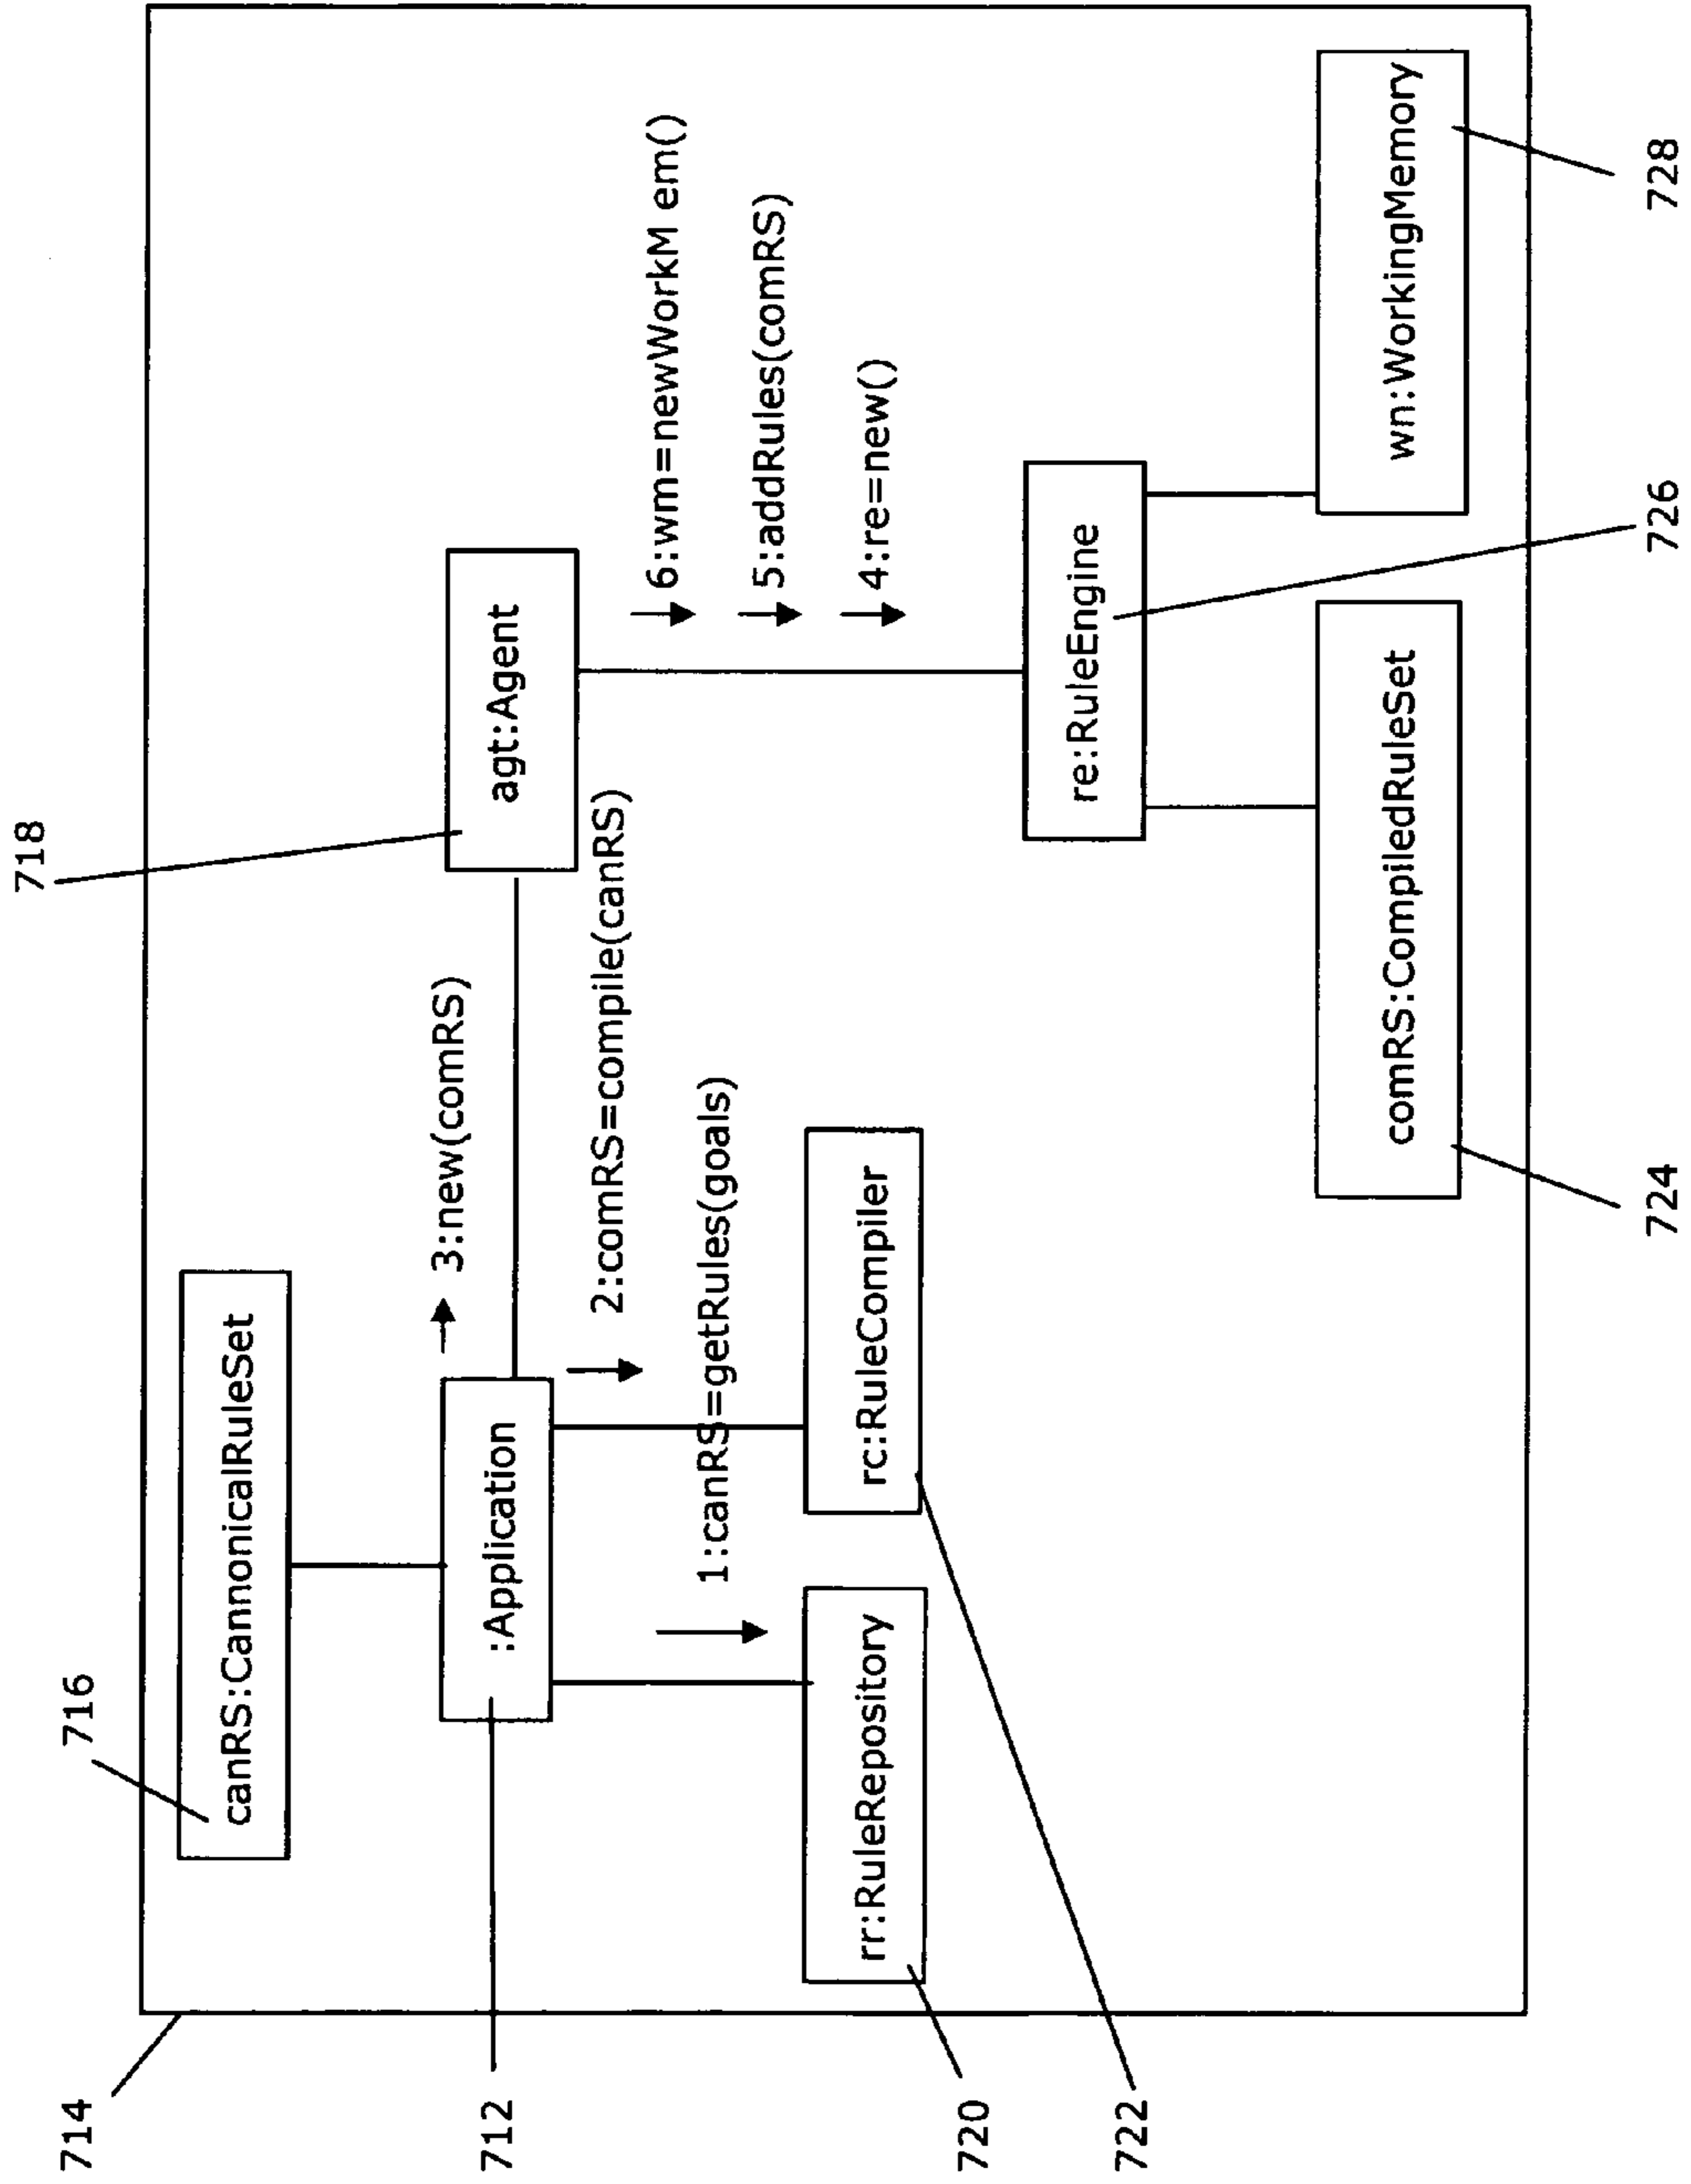 718
716
canRS:CannonicalRuleSet
714
3:new(comRS)
:Application
agt:Agent
712
2:comRS=compile(canRS)
6:wm=newWorkM em()
1:canRS=getRules(goals)
5:addRules(comRS)
4:re=new()
rr:RuleRepository
rc:RuleCompiler
720
re:RuleEngine
722
comRS:CompiledRuleSet
wn:WorkingMemory
724
726
728